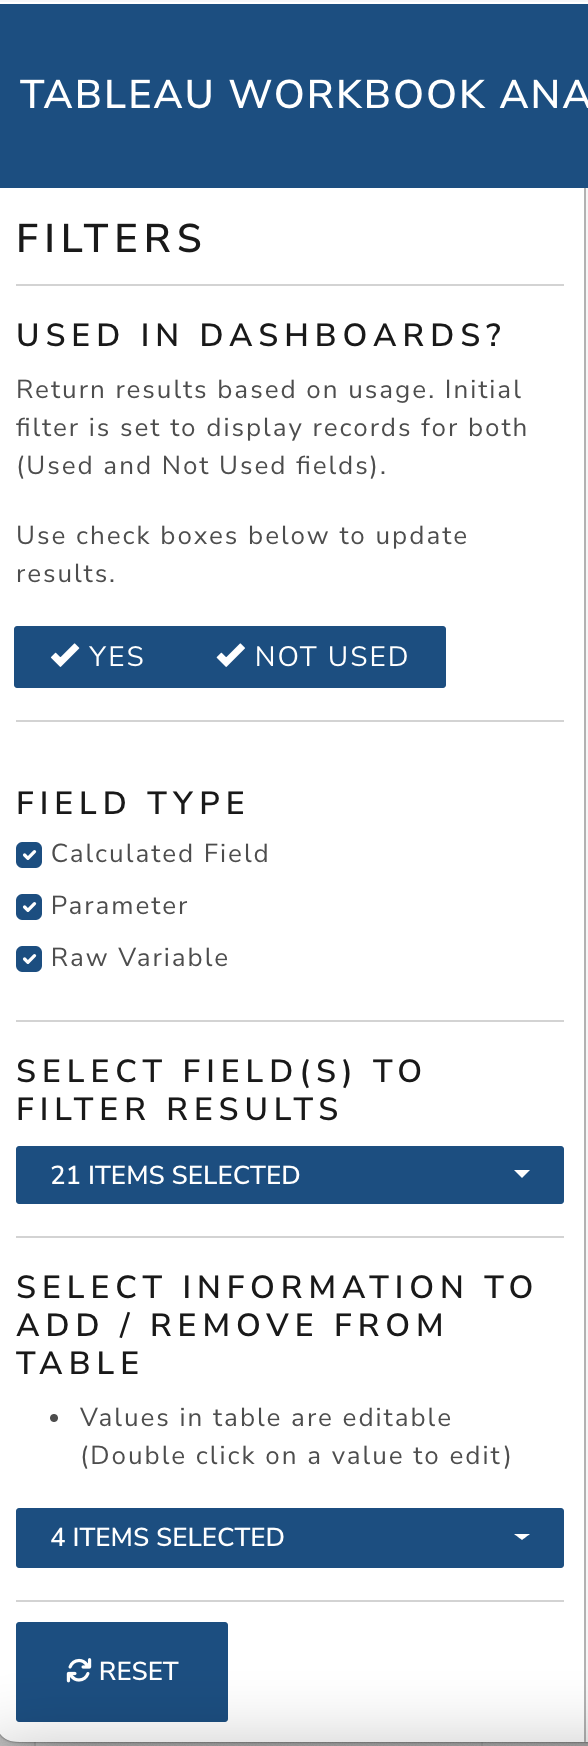 TABLEAU WORKBOOK ANA
FILTERS
USED IN DASHBOARDS?
Return results based on usage. Initial
filter is set to display records for both
(Used and Not Used fields).
Use check boxes below to update
results.
YES NOT USED
FIELD TYPE
Calculated Field
Parameter
Raw Variable
SELECT FIELD(S) TO
FILTER RESULTS
21 ITEMS SELECTED
SELECT INFORMATION TO
ADD / REMOVE FROM
TABLE
• Values in table are editable
(Double click on a value to edit)
4 ITEMS SELECTED
RESET